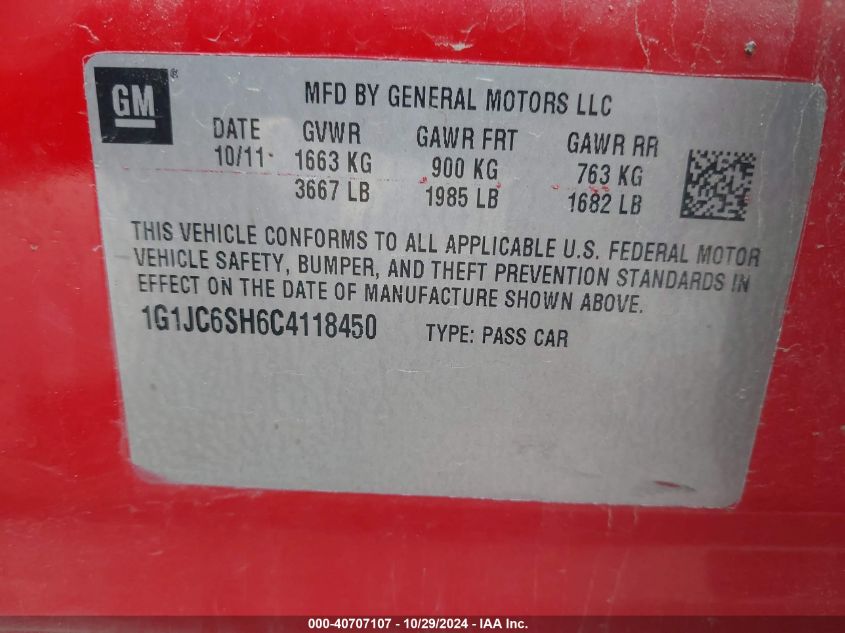 GM ®
MFD BY GENERAL MOTORS LLC
DATE GVWR GAWR FRT GAWR RR
10/11 1663 KG 900 KG 763 KG
3667 LB 1985 LB 1682 LB
THIS VEHICLE CONFORMS TO ALL APPLICABLE U.S. FEDERAL MOTOR
VEHICLE SAFETY, BUMPER, AND THEFT PREVENTION STANDARDS IN
EFFECT ON THE DATE OF MANUFACTURE SHOWN ABOVE.
1G1JC6SH6C4118450 TYPE: PASS CAR
000-40707107 - 10/29/2024 - IAA Inc.